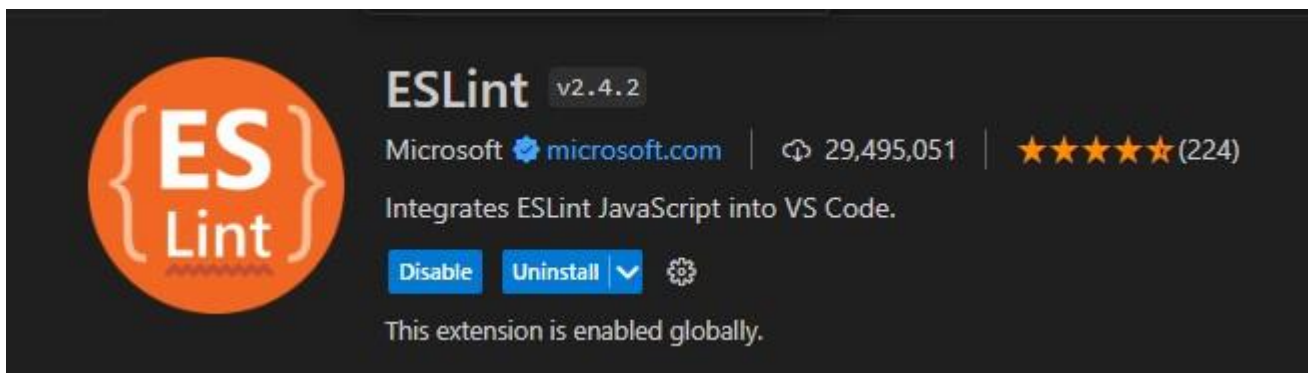 {ES}
Lint
ESLint v2.4.2
Microsoft microsoft.com | 29,495,051 | ★★★★⯪ (224)
Integrates ESLint JavaScript into VS Code.
Disable Uninstall
This extension is enabled globally.